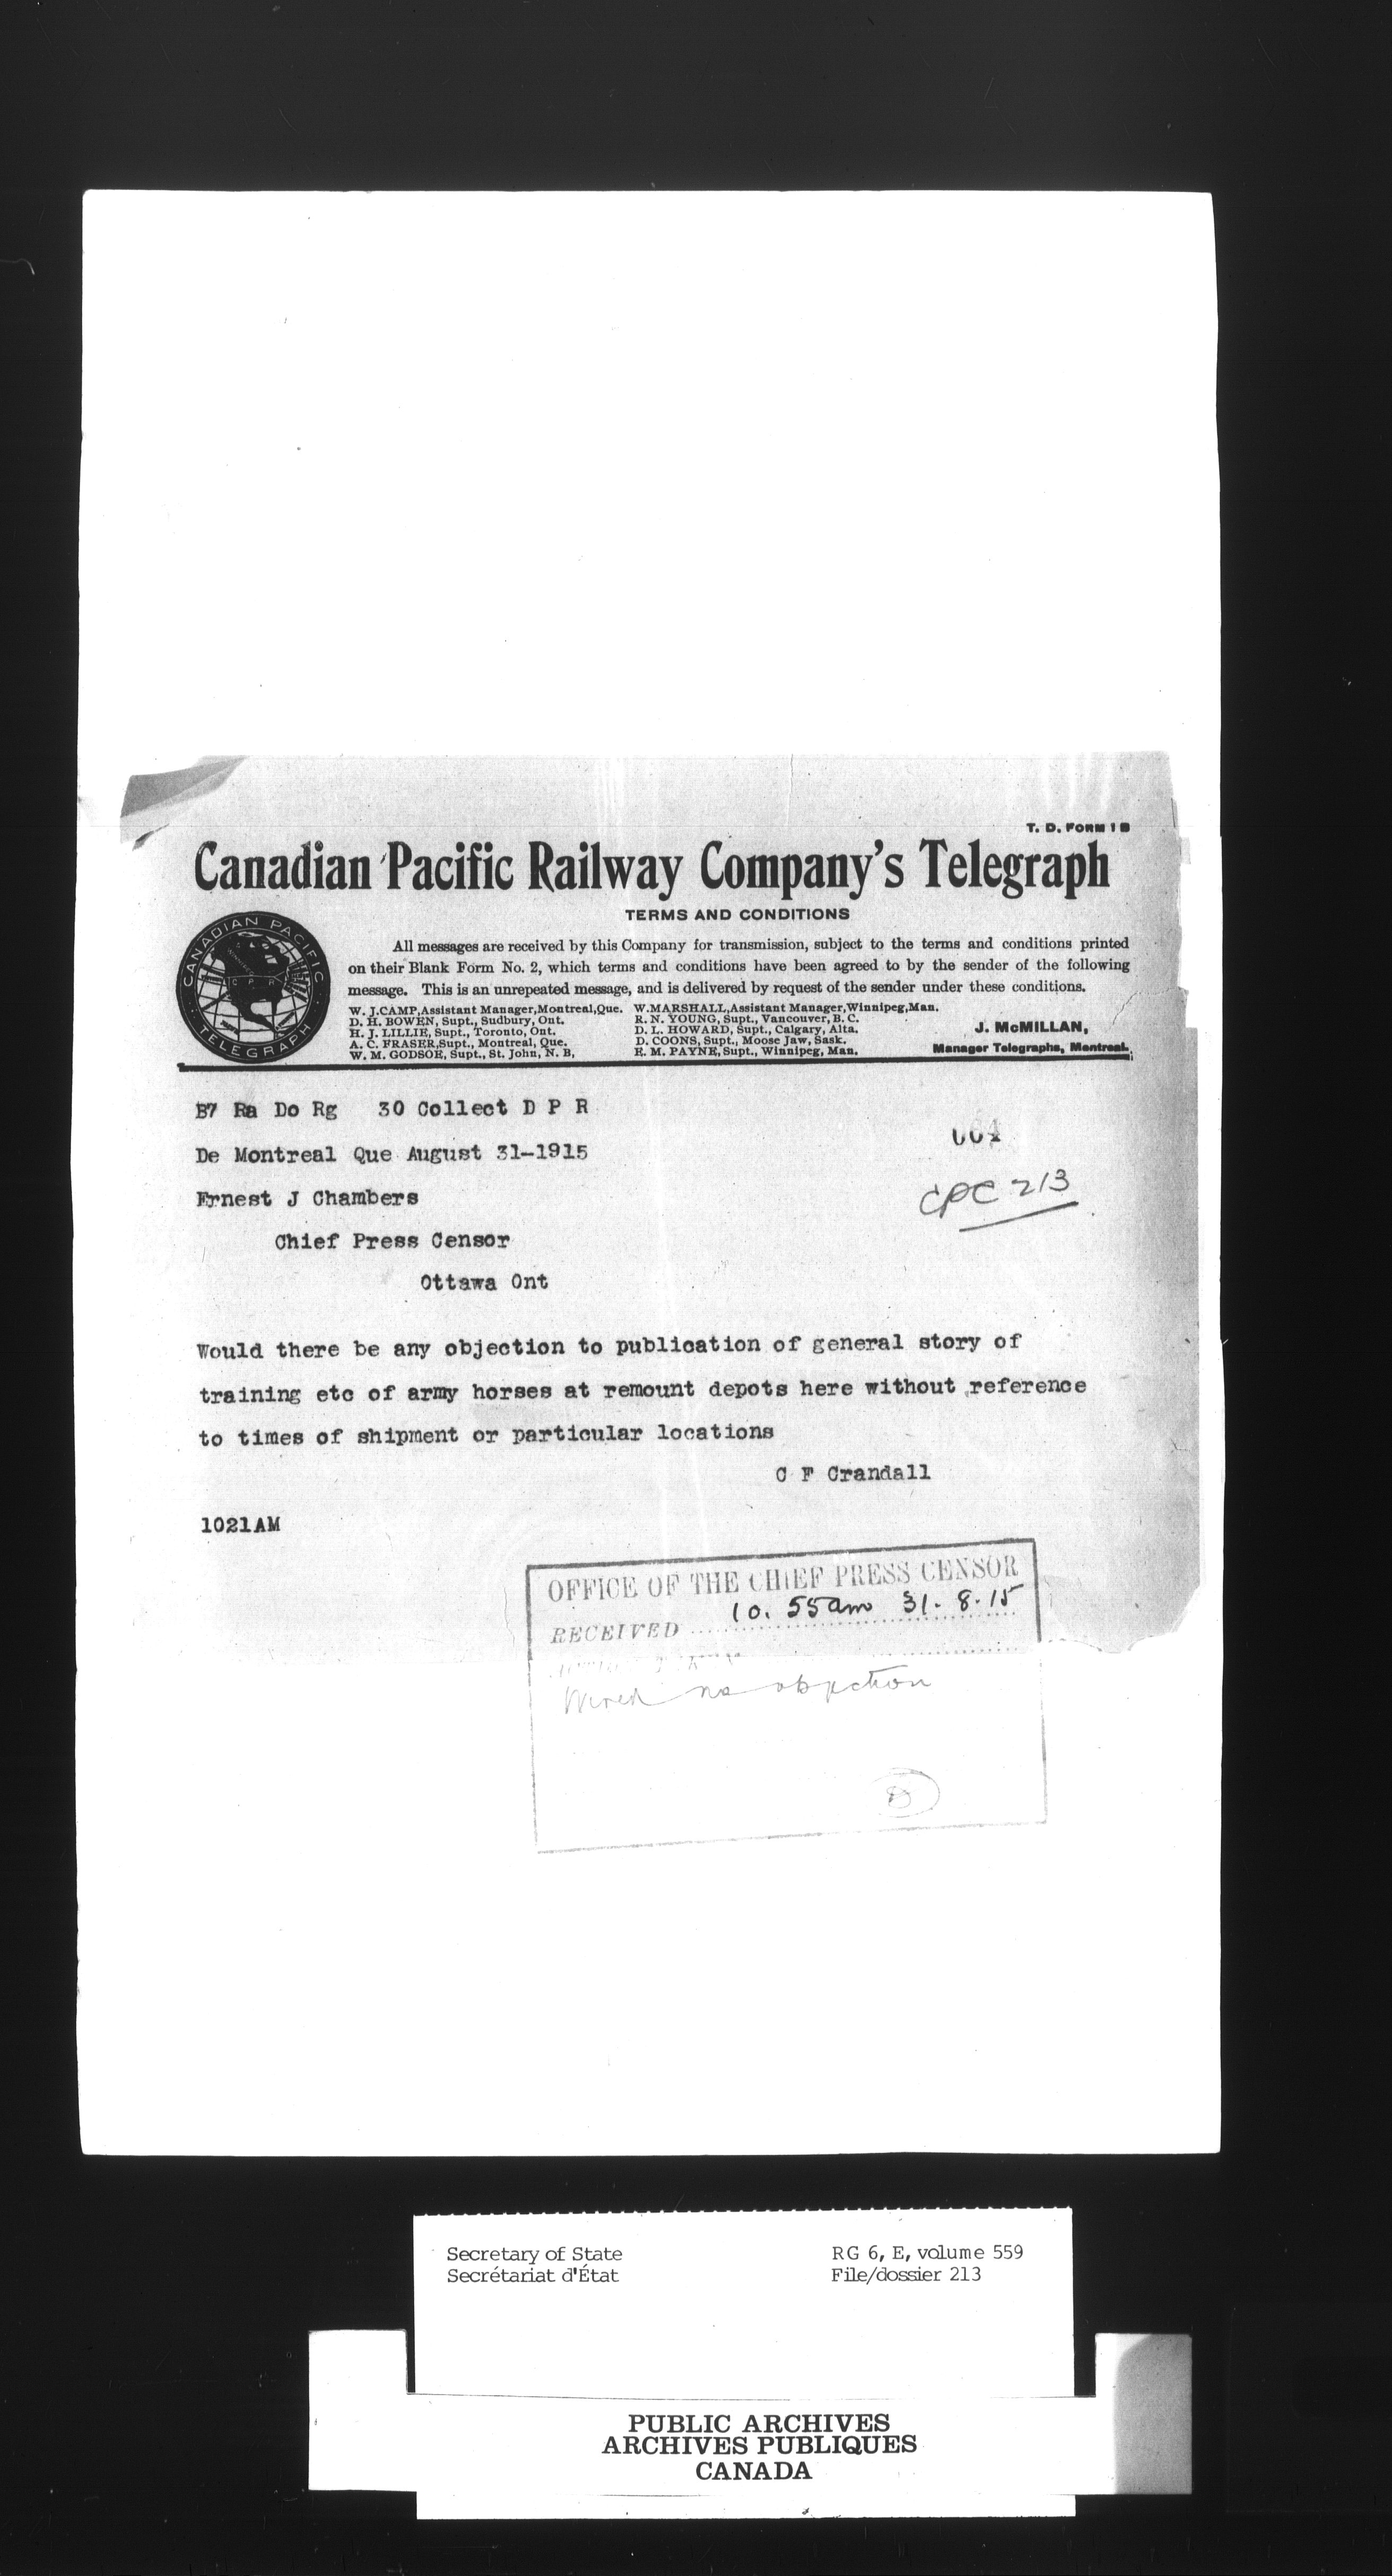 T. D. FORM 1 B
Canadian Pacific Railway Company's Telegraph
TERMS AND CONDITIONS
All messages are received by this Company for transmission, subject to the terms and conditions printed
on their Blank Form No. 2, which terms and conditions have been agreed to by the sender of the following
message. This is an unrepeated message, and is delivered by request of the sender under these conditions.
CANADIAN PACIFIC
C P R
TELEGRAPH
W. J. CAMP, Assistant Manager, Montreal, Que.
D. H. BOWEN, Supt., Sudbury, Ont.
H. J. LILLIE, Supt., Toronto, Ont.
A. C. FRASER, Supt., Montreal, Que.
W. M. GODSOE, Supt., St. John, N. B,
W. MARSHALL, Assistant Manager, Winnipeg, Man.
R. N. YOUNG, Supt., Vancouver, B. C.
D. L. HOWARD, Supt., Calgary, Alta.
D. COONS, Supt., Moose Jaw, Sask.
E. M. PAYNE, Supt., Winnipeg, Man.
J. McMILLAN,
Manager Telegraphs, Montreal.
B7 Ra Do Rg 30 Collect D P R
De Montreal Que August 31-1915
CPC 213
Ernest J Chambers
Chief Press Censor
Ottawa Ont
Would there be any objection to publication of general story of
training etc of army horses at remount depots here without reference
to times of shipment or particular locations
C F Crandall
1021AM
OFFICE OF THE CHIEF PRESS CENSOR
RECEIVED 10.55am 31-8-15
Wired no objection
Secretary of State
Secrétariat d'État
RG 6, E, volume 559
File/dossier 213
PUBLIC ARCHIVES
ARCHIVES PUBLIQUES
CANADA